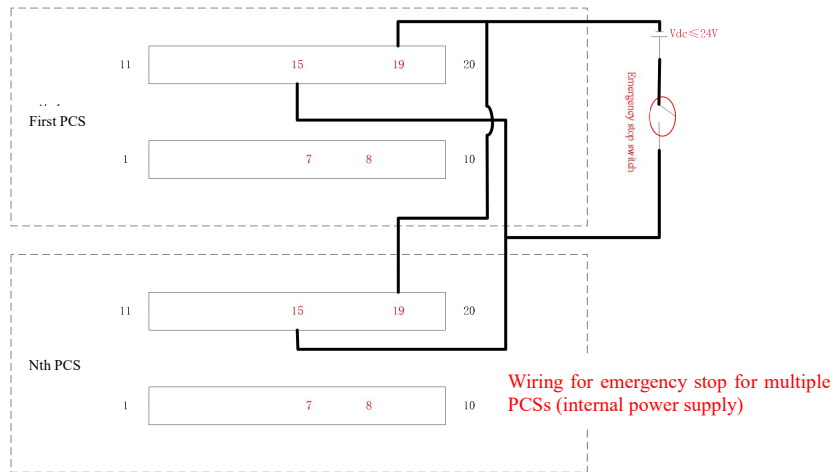 Vdc≤24V
11 15 19 20
Emergency stop switch
First PCS
1 7 8 10
11 15 19 20
Nth PCS
1 7 8 10
Wiring for emergency stop for multiple
PCSs (internal power supply)